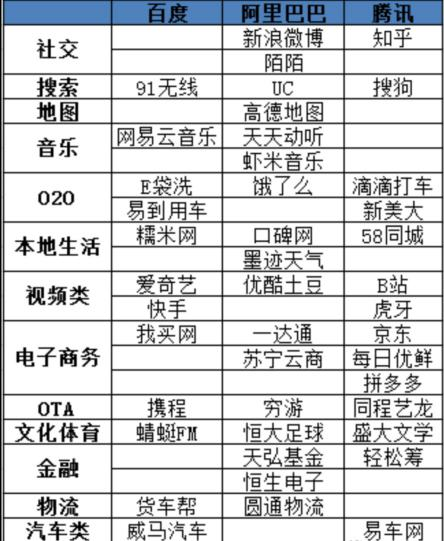 百度 阿里巴巴 腾讯
社交 新浪微博 知乎
陌陌
搜索 91无线 UC 搜狗
地图 高德地图
音乐 网易云音乐 天天动听
虾米音乐
O2O E袋洗 饿了么 滴滴打车
易到用车 新美大
本地生活 糯米网 口碑网 58同城
墨迹天气
视频类 爱奇艺 优酷土豆 B站
快手 虎牙
电子商务 我买网 一达通 京东
苏宁云商 每日优鲜
拼多多
OTA 携程 穷游 同程艺龙
文化体育 蜻蜓FM 恒大足球 盛大文学
金融 天弘基金 轻松筹
恒生电子
物流 货车帮 圆通物流
汽车类 威马汽车 易车网